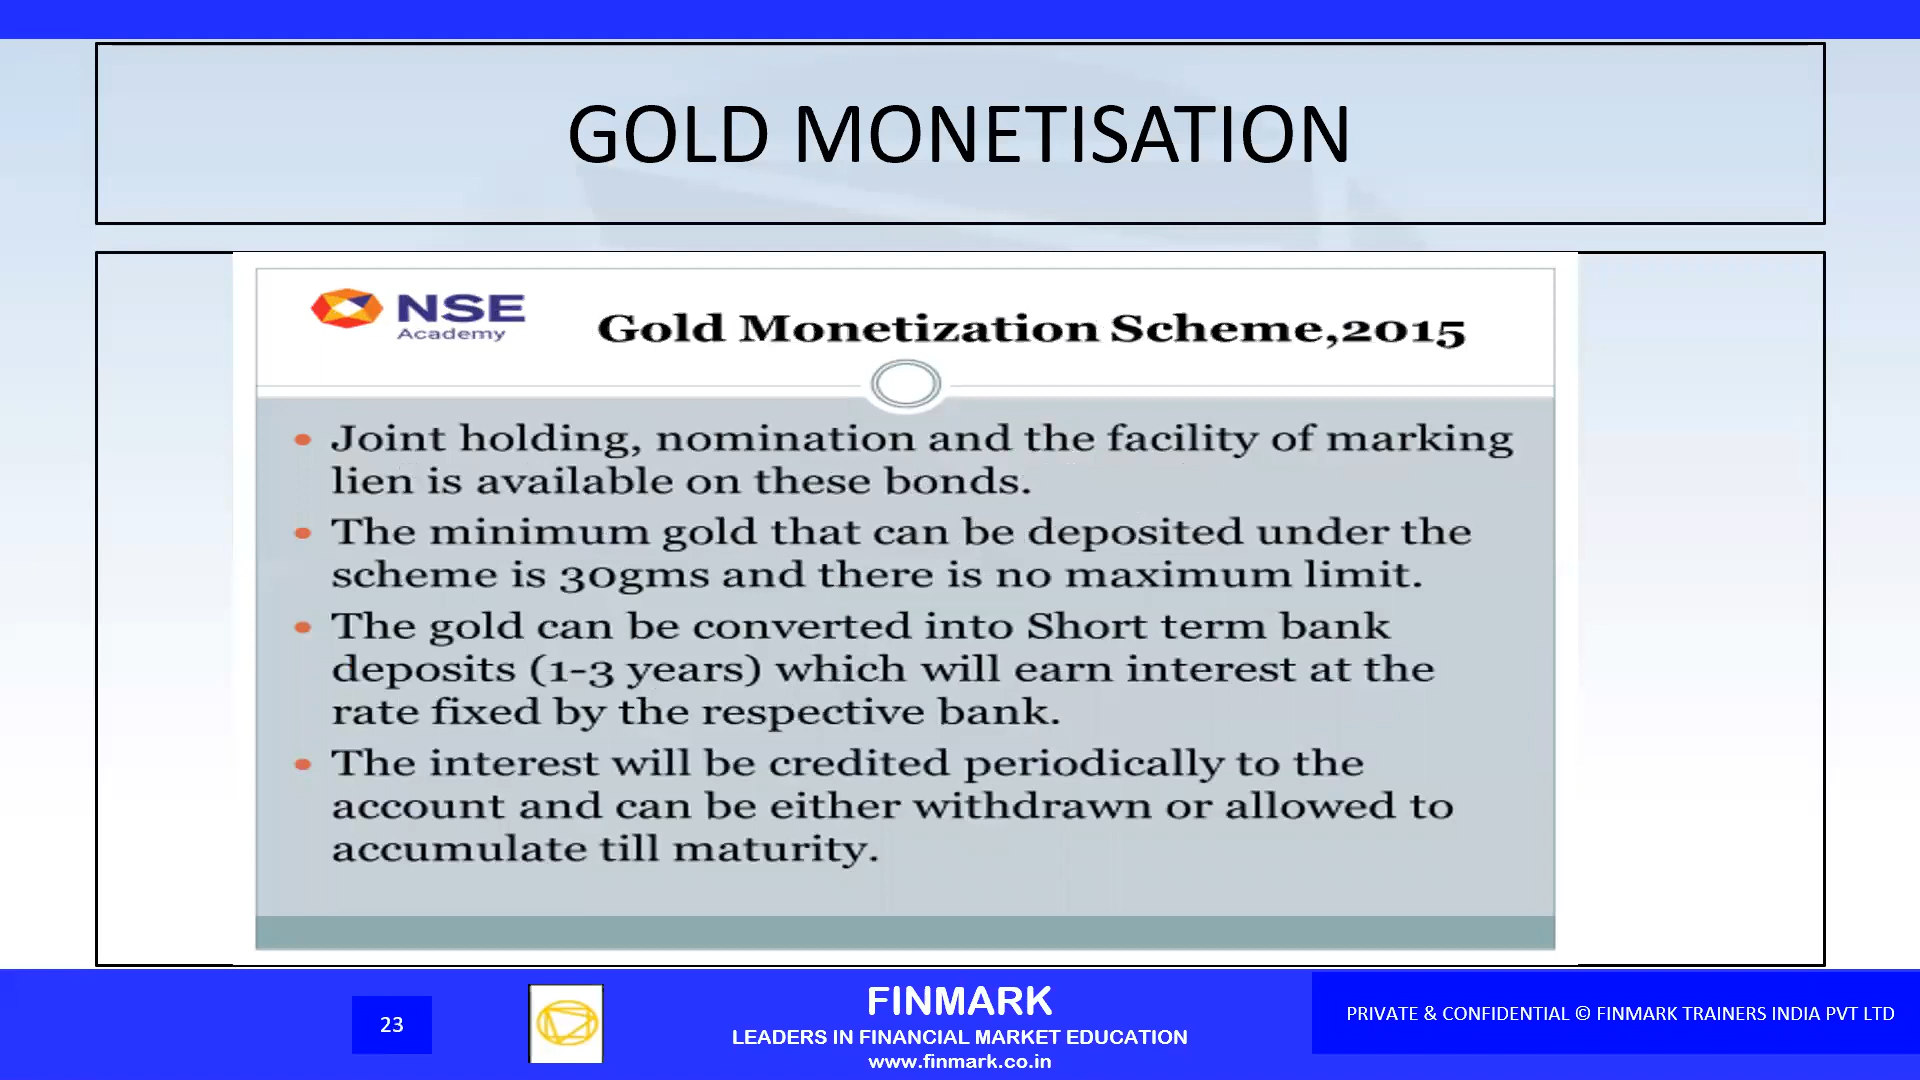 GOLD MONETISATION
NSE
Academy
Gold Monetization Scheme,2015
• Joint holding, nomination and the facility of marking
lien is available on these bonds.
• The minimum gold that can be deposited under the
scheme is 30gms and there is no maximum limit.
• The gold can be converted into Short term bank
deposits (1-3 years) which will earn interest at the
rate fixed by the respective bank.
• The interest will be credited periodically to the
account and can be either withdrawn or allowed to
accumulate till maturity.
23
FINMARK
LEADERS IN FINANCIAL MARKET EDUCATION
www.finmark.co.in
PRIVATE & CONFIDENTIAL © FINMARK TRAINERS INDIA PVT LTD